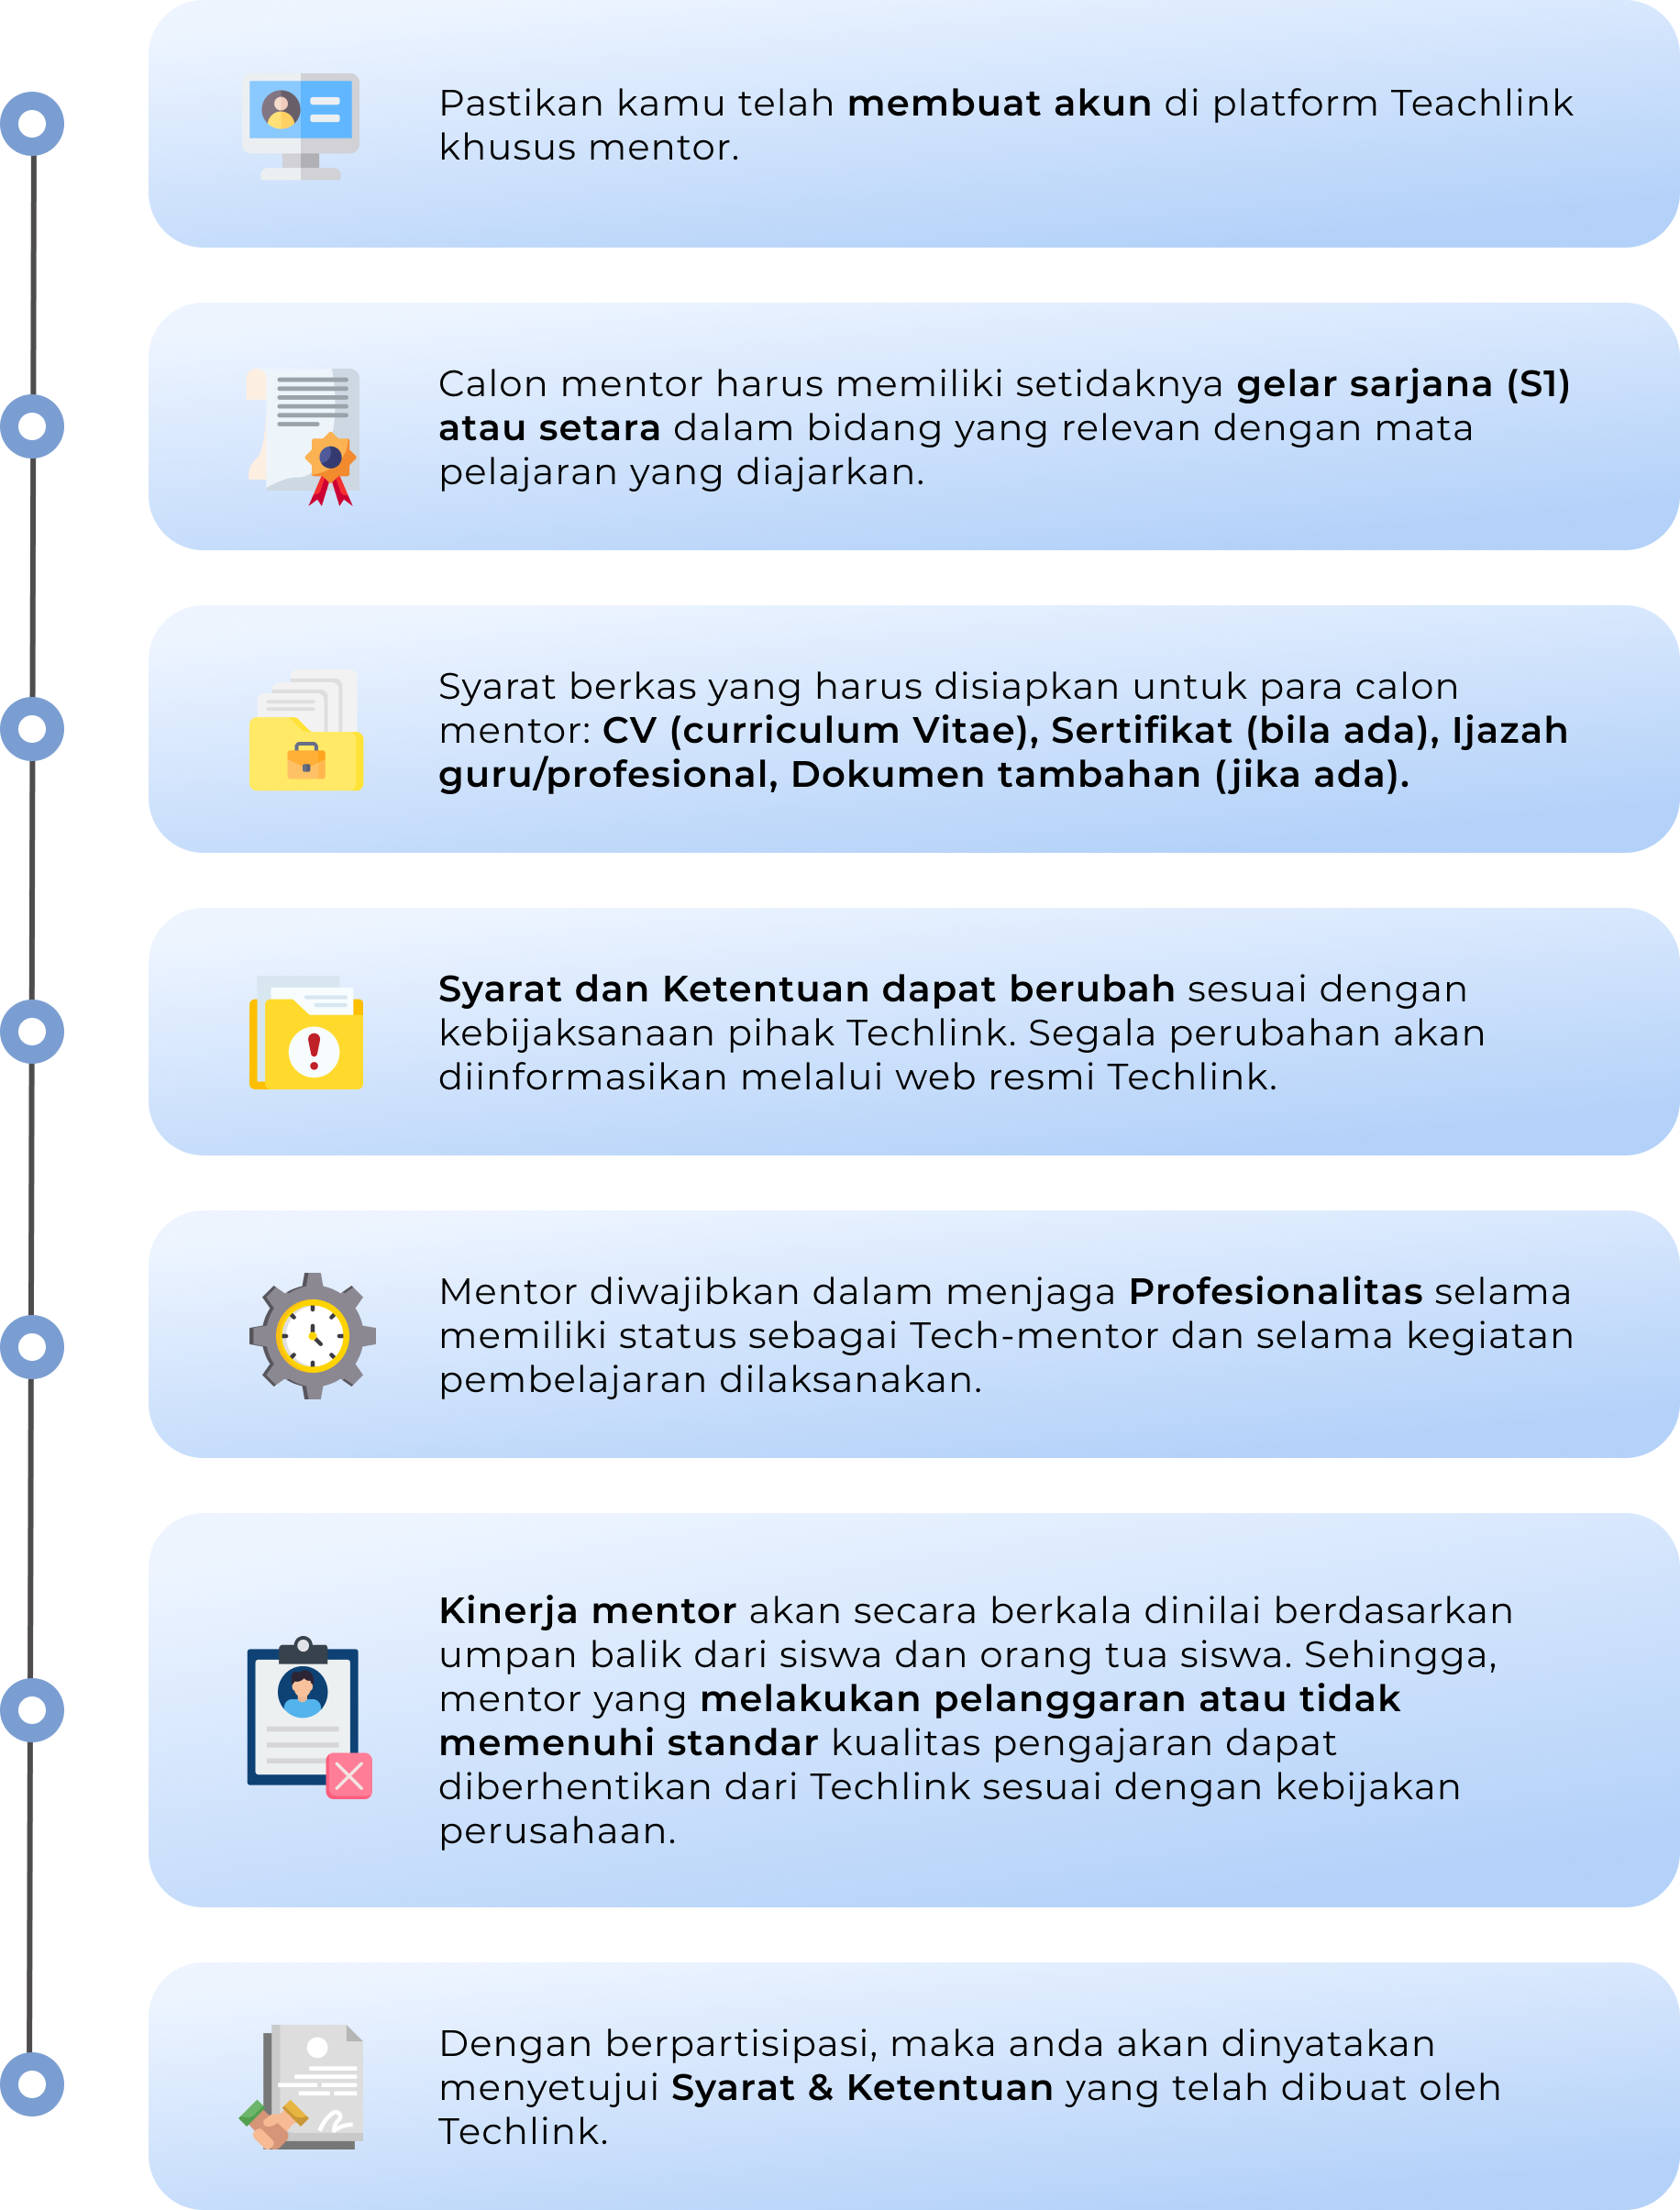 Pastikan kamu telah membuat akun di platform Teachlink
khusus mentor.
Calon mentor harus memiliki setidaknya gelar sarjana (S1)
atau setara dalam bidang yang relevan dengan mata
pelajaran yang diajarkan.
Syarat berkas yang harus disiapkan untuk para calon
mentor: CV (curriculum Vitae), Sertifikat (bila ada), Ijazah
guru/profesional, Dokumen tambahan (jika ada).
Syarat dan Ketentuan dapat berubah sesuai dengan
kebijaksanaan pihak Techlink. Segala perubahan akan
diinformasikan melalui web resmi Techlink.
Mentor diwajibkan dalam menjaga Profesionalitas selama
memiliki status sebagai Tech-mentor dan selama kegiatan
pembelajaran dilaksanakan.
Kinerja mentor akan secara berkala dinilai berdasarkan
umpan balik dari siswa dan orang tua siswa. Sehingga,
mentor yang melakukan pelanggaran atau tidak
memenuhi standar kualitas pengajaran dapat
diberhentikan dari Techlink sesuai dengan kebijakan
perusahaan.
Dengan berpartisipasi, maka anda akan dinyatakan
menyetujui Syarat & Ketentuan yang telah dibuat oleh
Techlink.